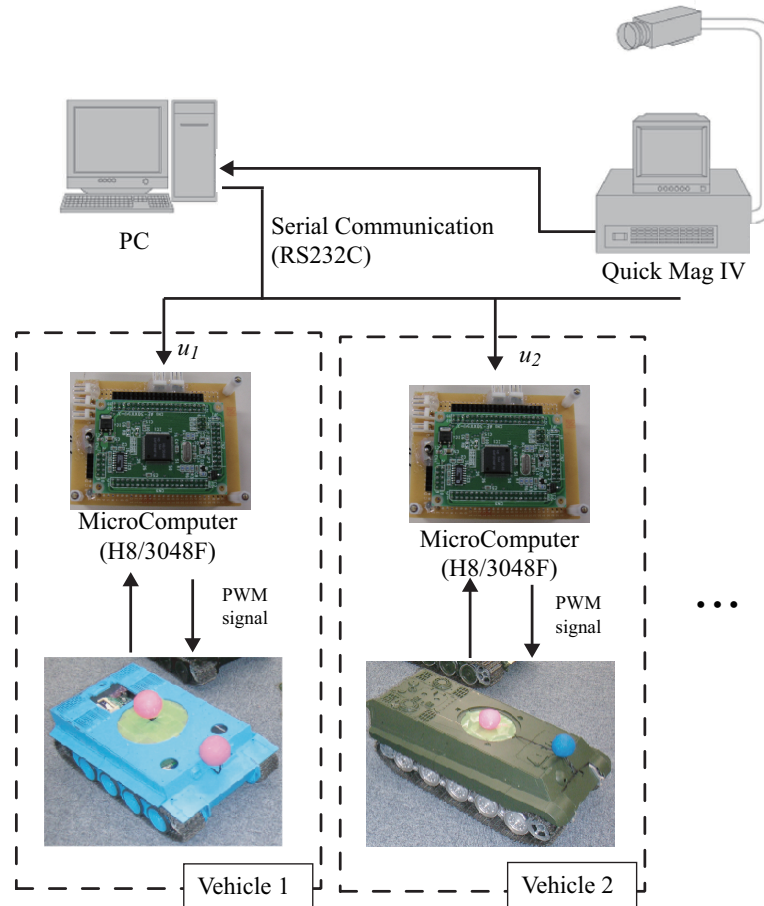 PC
Serial Communication
(RS232C)
Quick Mag IV
u1
u2
MicroComputer
(H8/3048F)
MicroComputer
(H8/3048F)
PWM
signal
PWM
signal
...
Vehicle 1
Vehicle 2